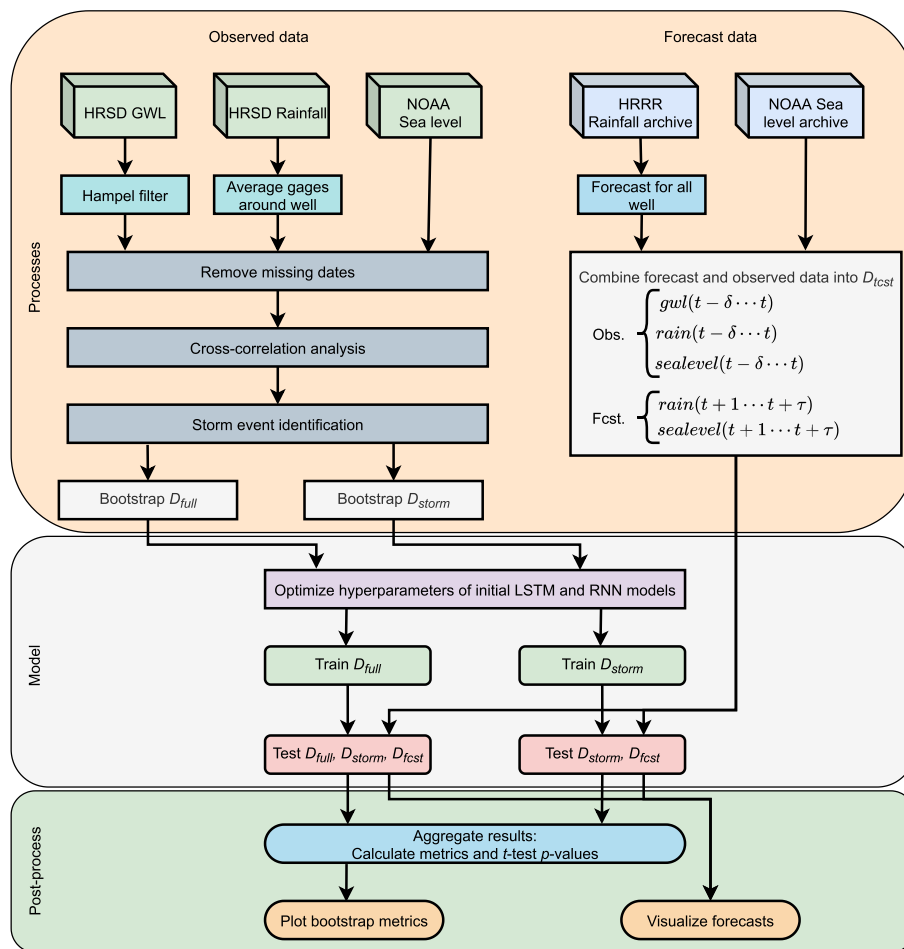 Observed data
Forecast data
HRSD GWL
HRSD Rainfall
NOAA
Sea level
HRRR
Rainfall archive
NOAA Sea
level archive
Hampel filter
Average gages
around well
Forecast for all
well
Processes
Remove missing dates
Cross-correlation analysis
Storm event identification
Bootstrap D_full
Bootstrap D_storm
Combine forecast and observed data into D_fcst
Obs.
gwl(t − δ ··· t)
rain(t − δ ··· t)
sealevel(t − δ ··· t)
Fcst.
rain(t + 1 ··· t + τ)
sealevel(t + 1 ··· t + τ)
Model
Optimize hyperparameters of initial LSTM and RNN models
Train D_full
Train D_storm
Test D_full, D_storm, D_fcst
Test D_storm, D_fcst
Post-process
Aggregate results:
Calculate metrics and t-test p-values
Plot bootstrap metrics
Visualize forecasts